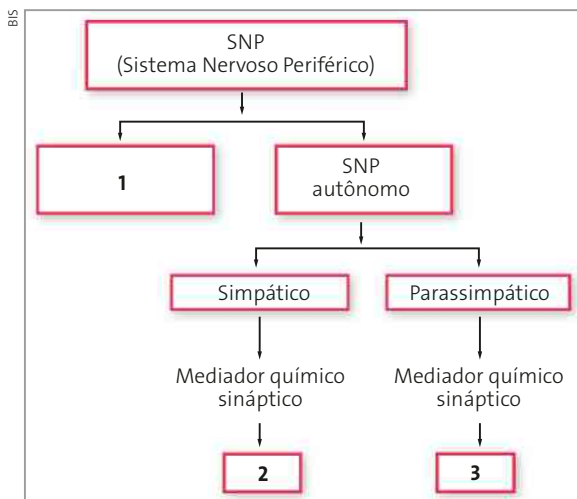 BIS
SNP
(Sistema Nervoso Periférico)
1
SNP
autônomo
Simpático
Parassimpático
Mediador químico
sináptico
Mediador químico
sináptico
2
3